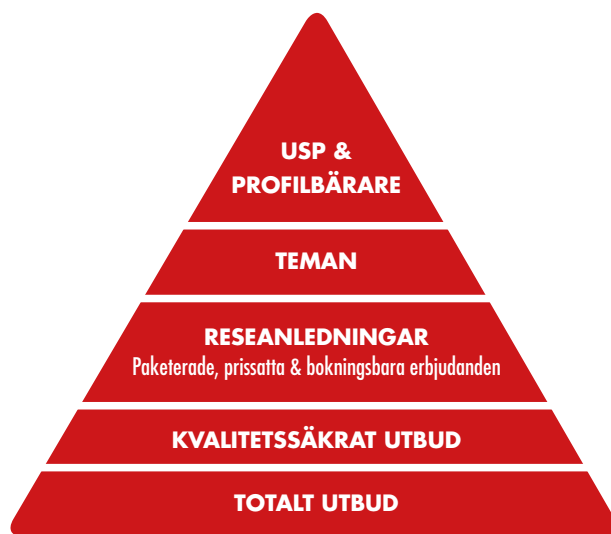 USP &
PROFILBÄRARE
TEMAN
RESEANLEDNINGAR
Paketerade, prissatta & bokningsbara erbjudanden
KVALITETSSÄKRAT UTBUD
TOTALT UTBUD